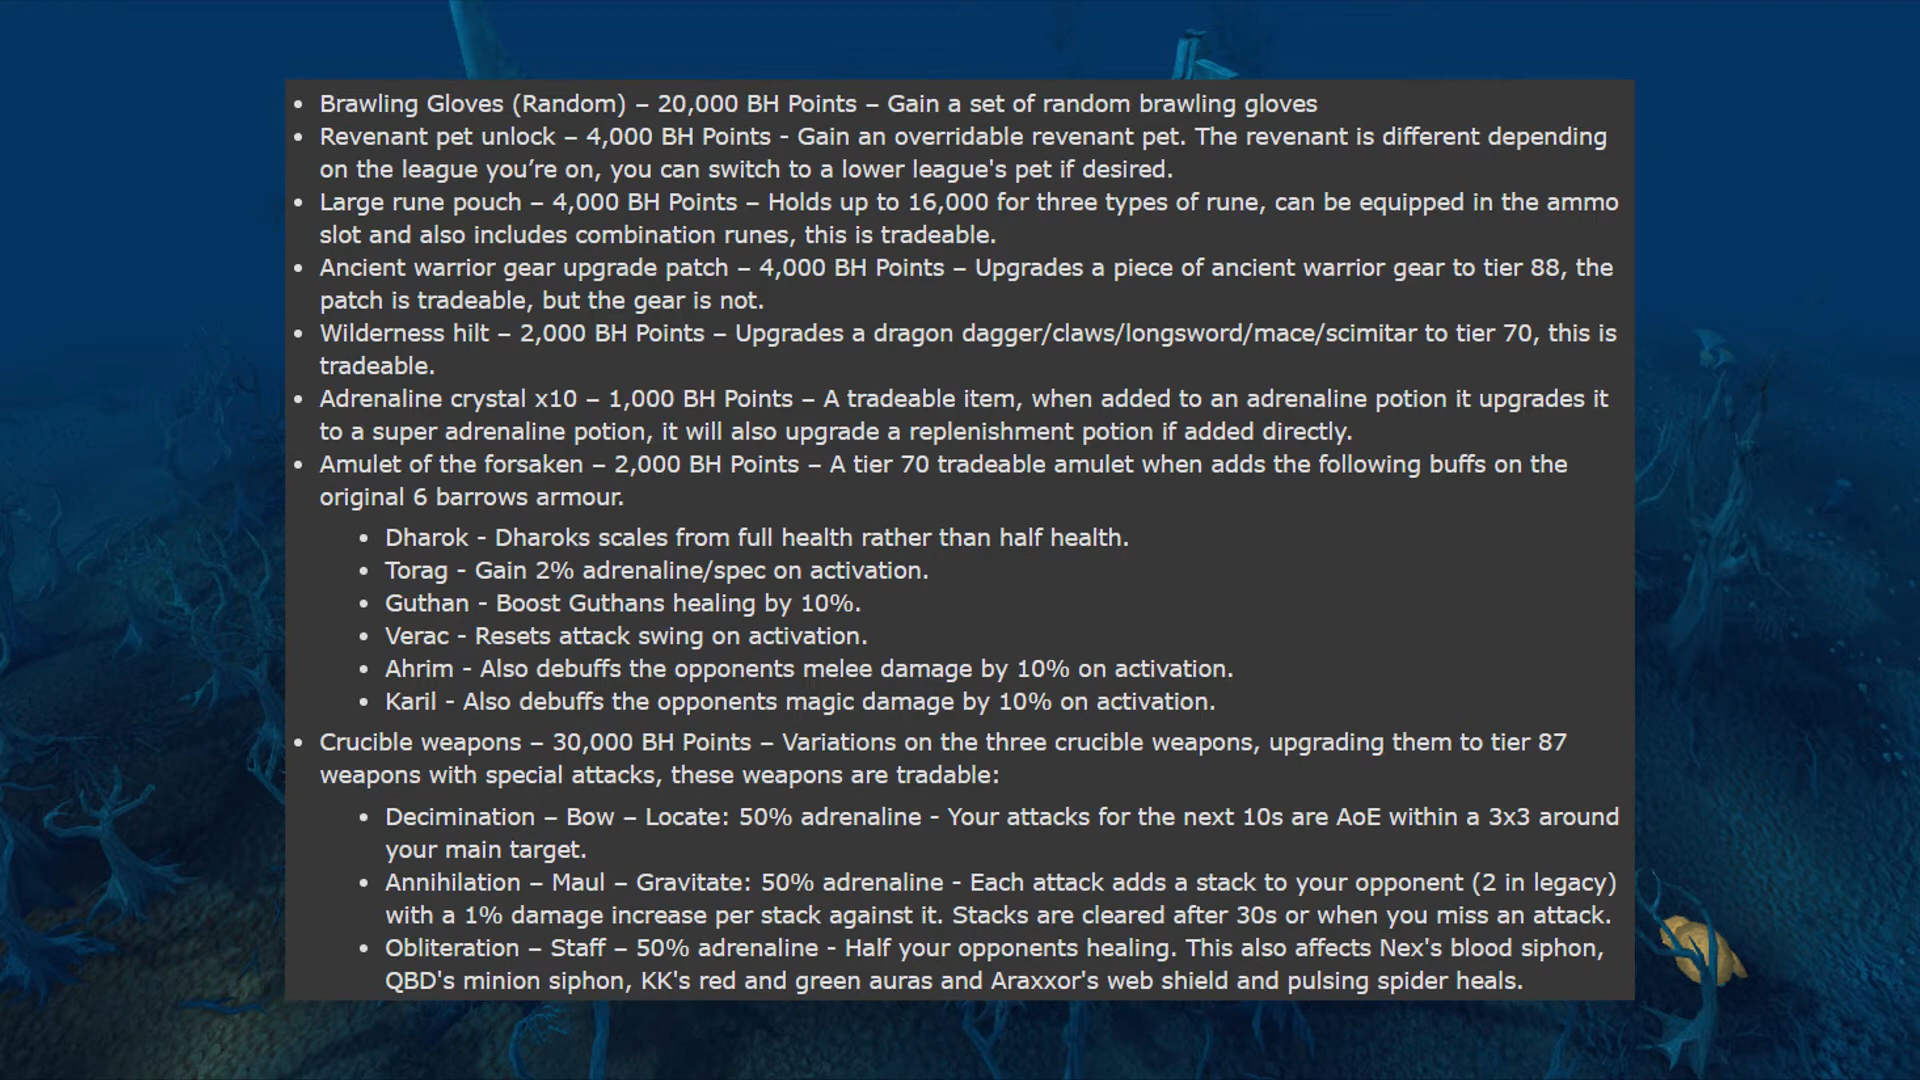 • Brawling Gloves (Random) – 20,000 BH Points – Gain a set of random brawling gloves
• Revenant pet unlock – 4,000 BH Points - Gain an overridable revenant pet. The revenant is different depending
on the league you’re on, you can switch to a lower league's pet if desired.
• Large rune pouch – 4,000 BH Points – Holds up to 16,000 for three types of rune, can be equipped in the ammo
slot and also includes combination runes, this is tradeable.
• Ancient warrior gear upgrade patch – 4,000 BH Points – Upgrades a piece of ancient warrior gear to tier 88, the
patch is tradeable, but the gear is not.
• Wilderness hilt – 2,000 BH Points – Upgrades a dragon dagger/claws/longsword/mace/scimitar to tier 70, this is
tradeable.
• Adrenaline crystal x10 – 1,000 BH Points – A tradeable item, when added to an adrenaline potion it upgrades it
to a super adrenaline potion, it will also upgrade a replenishment potion if added directly.
• Amulet of the forsaken – 2,000 BH Points – A tier 70 tradeable amulet when adds the following buffs on the
original 6 barrows armour.
• Dharok - Dharoks scales from full health rather than half health.
• Torag - Gain 2% adrenaline/spec on activation.
• Guthan - Boost Guthans healing by 10%.
• Verac - Resets attack swing on activation.
• Ahrim - Also debuffs the opponents melee damage by 10% on activation.
• Karil - Also debuffs the opponents magic damage by 10% on activation.
• Crucible weapons – 30,000 BH Points – Variations on the three crucible weapons, upgrading them to tier 87
weapons with special attacks, these weapons are tradable:
• Decimination – Bow – Locate: 50% adrenaline - Your attacks for the next 10s are AoE within a 3x3 around
your main target.
• Annihilation – Maul – Gravitate: 50% adrenaline - Each attack adds a stack to your opponent (2 in legacy)
with a 1% damage increase per stack against it. Stacks are cleared after 30s or when you miss an attack.
• Obliteration – Staff – 50% adrenaline - Half your opponents healing. This also affects Nex's blood siphon,
QBD's minion siphon, KK's red and green auras and Araxxor's web shield and pulsing spider heals.